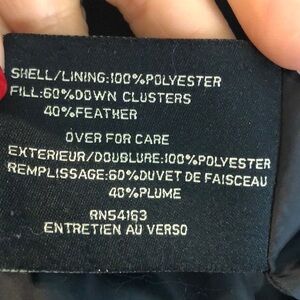 SHELL/LINING:100%POLYESTER
FILL:60%DOWN CLUSTERS
40%FEATHER
OVER FOR CARE
EXTERIEUR/DOUBLURE:100%POLYESTER
REMPLISSAGE:60%DUVET DE FAISCEAU
40%PLUME
RN54163
ENTRETIEN AU VERSO